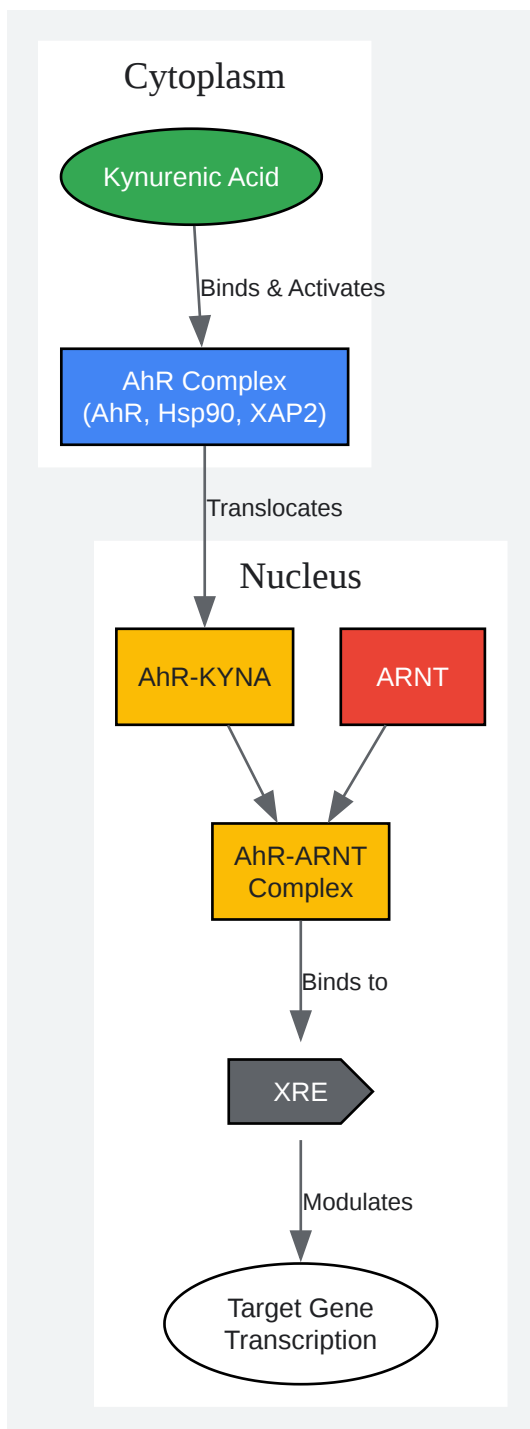 Cytoplasm
Kynurenic Acid
Binds & Activates
AhR Complex
(AhR, Hsp90, XAP2)
Translocates
Nucleus
AhR-KYNA
ARNT
AhR-ARNT
Complex
Binds to
XRE
Modulates
Target Gene
Transcription